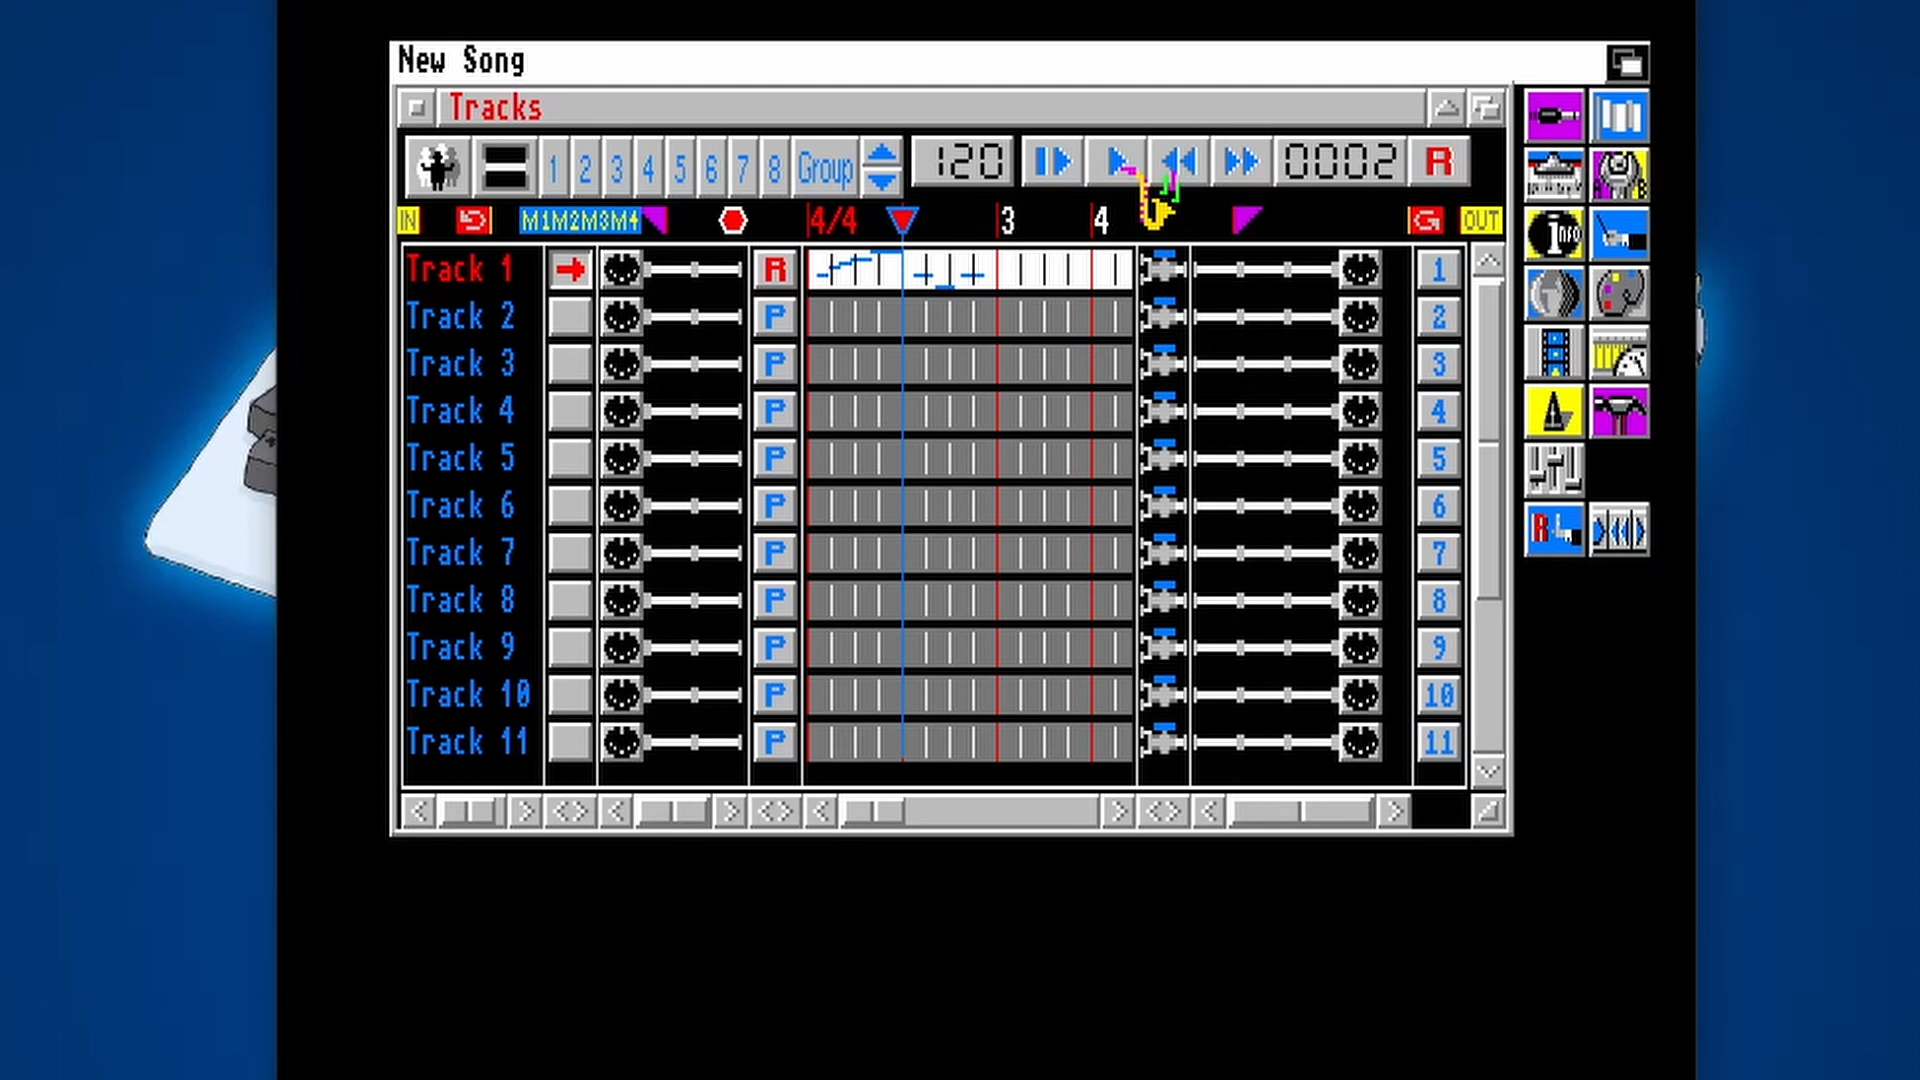 New Song
Tracks
1 2 3 4 5 6 7 8 Group 120 0002 R
IN M1M2M3M4 4/4 3 4 G OUT
Track 1 R 1
Track 2 P 2
Track 3 P 3
Track 4 P 4
Track 5 P 5
Track 6 P 6
Track 7 P 7
Track 8 P 8
Track 9 P 9
Track 10 P 10
Track 11 P 11
A B
Info
R